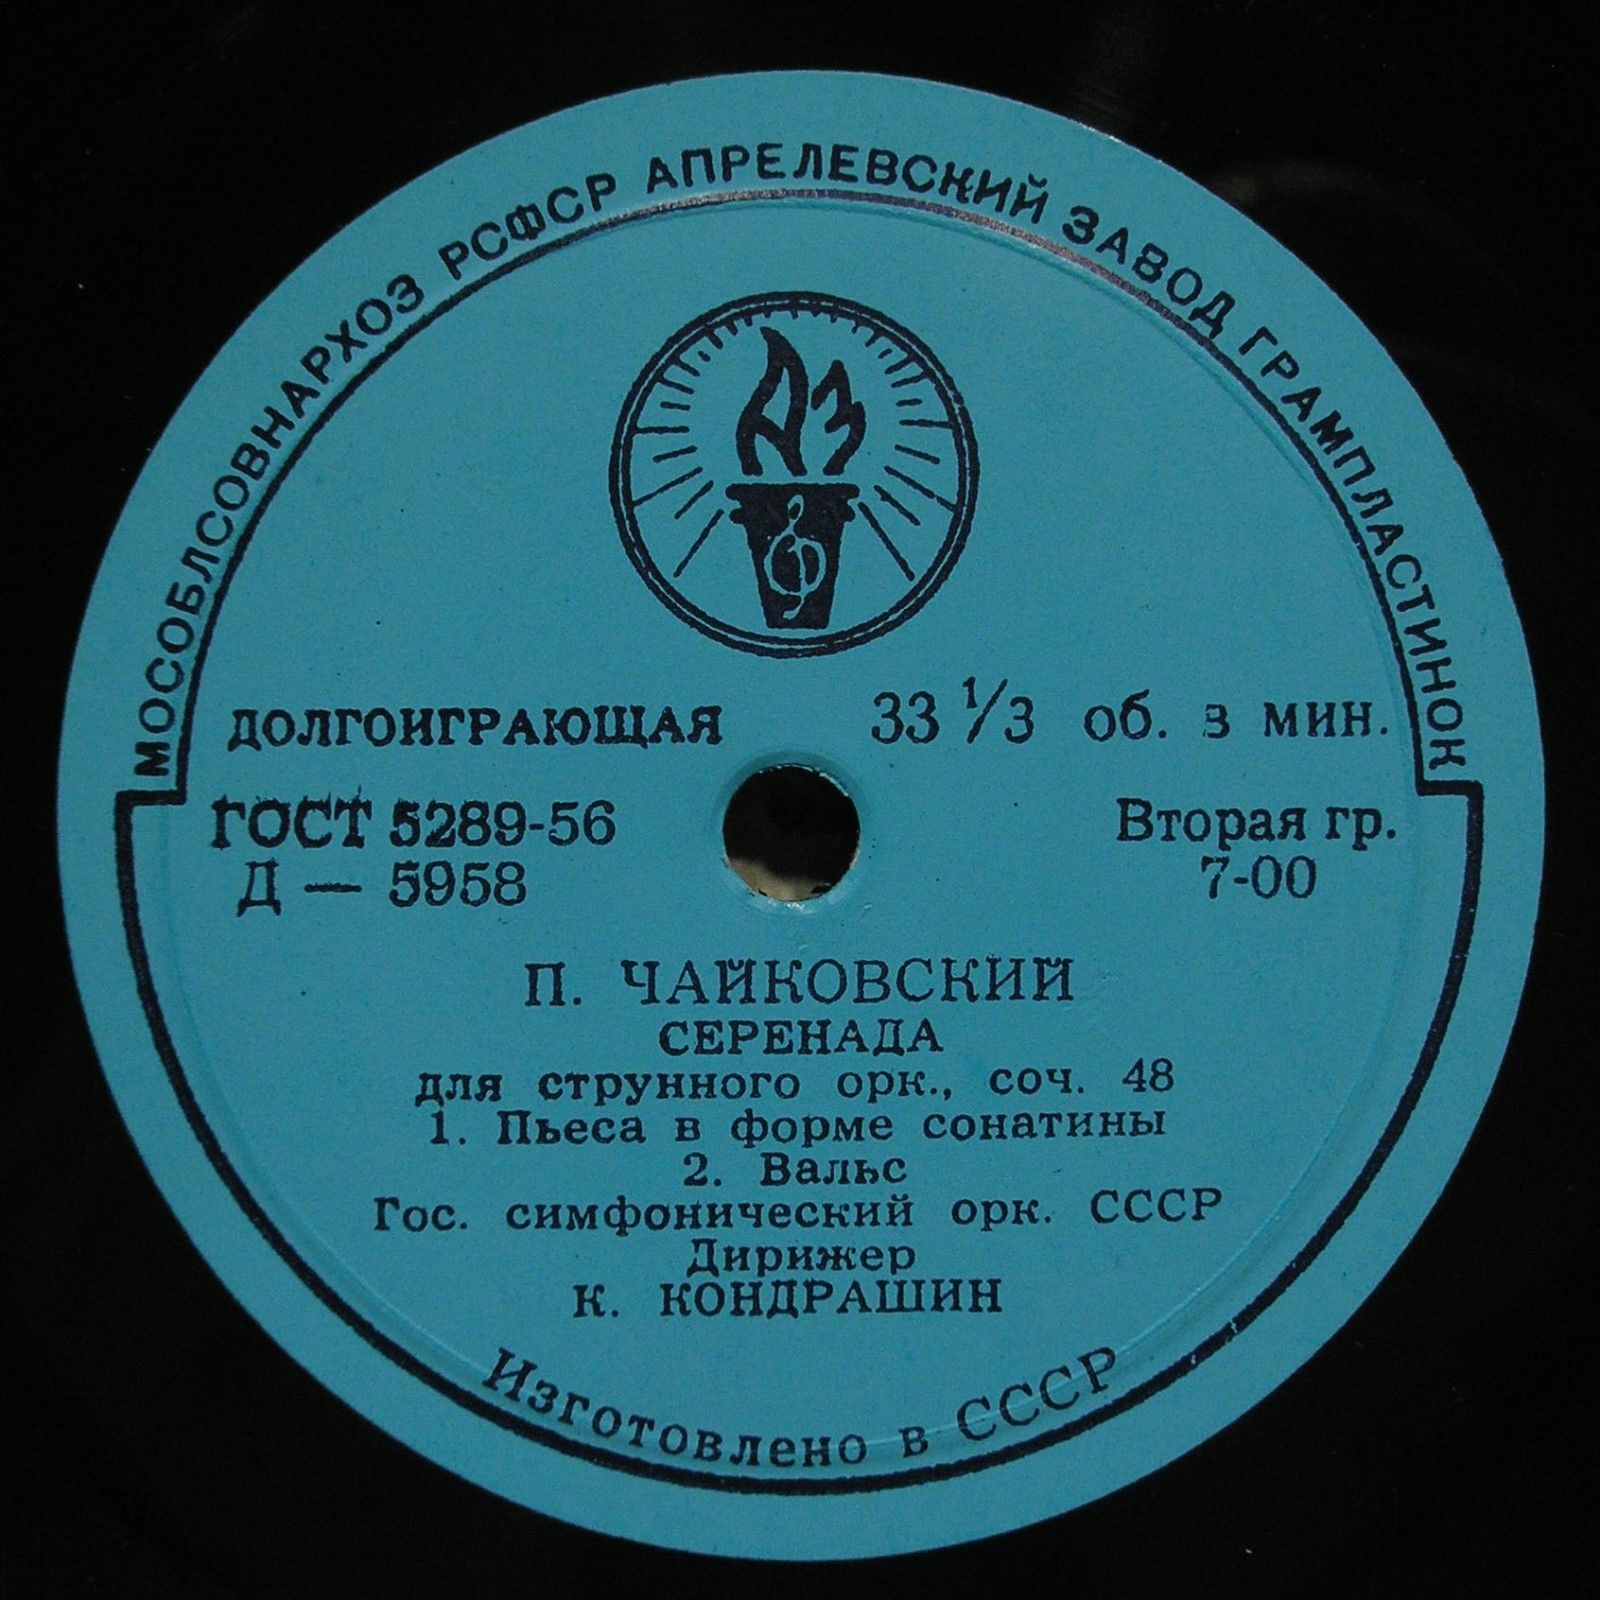 МОСОБЛСОВНАРХОЗ РСФСР АПРЕЛЕВСКИЙ ЗАВОД ГРАМПЛАСТИНОК
АЗ
ДОЛГОИГРАЮЩАЯ 33 1/3 об. в мин.
ГОСТ 5289-56 Вторая гр.
Д — 5958 7-00
П. ЧАЙКОВСКИЙ
СЕРЕНАДА
для струнного орк., соч. 48
1. Пьеса в форме сонатины
2. Вальс
Гос. симфонический орк. СССР
Дирижер
К. КОНДРАШИН
Изготовлено в СССР